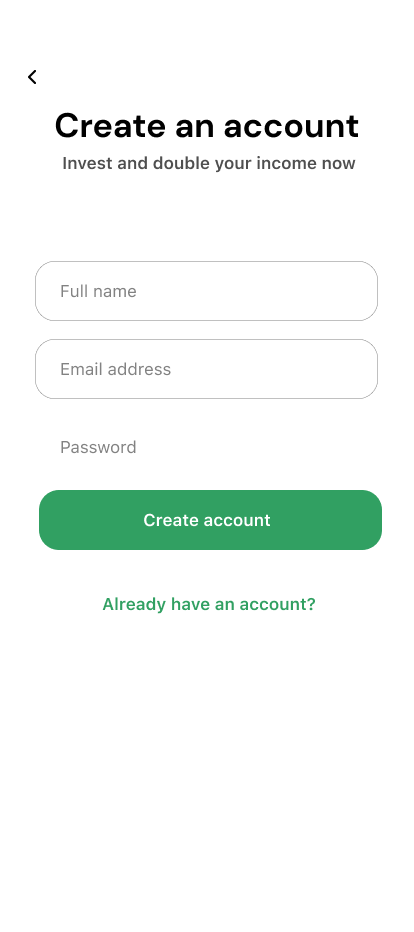 Create an account
Invest and double your income now
Full name
Email address
Password
Create account
Already have an account?